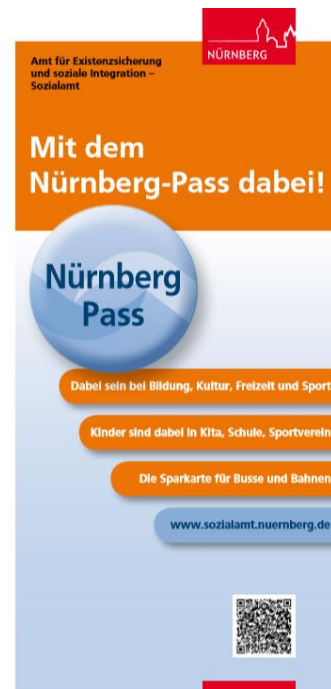 NÜRNBERG
Amt für Existenzsicherung
und soziale Integration –
Sozialamt
Mit dem
Nürnberg-Pass dabei!
Nürnberg
Pass
Dabei sein bei Bildung, Kultur, Freizeit und Sport
Kinder sind dabei in Kita, Schule, Sportverein
Die Sparkarte für Busse und Bahnen
www.sozialamt.nuernberg.de